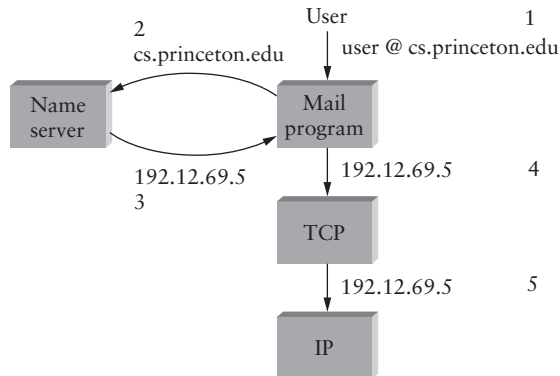 User
1
user @ cs.princeton.edu
2
cs.princeton.edu
Name
server
Mail
program
192.12.69.5
3
192.12.69.5
4
TCP
192.12.69.5
5
IP